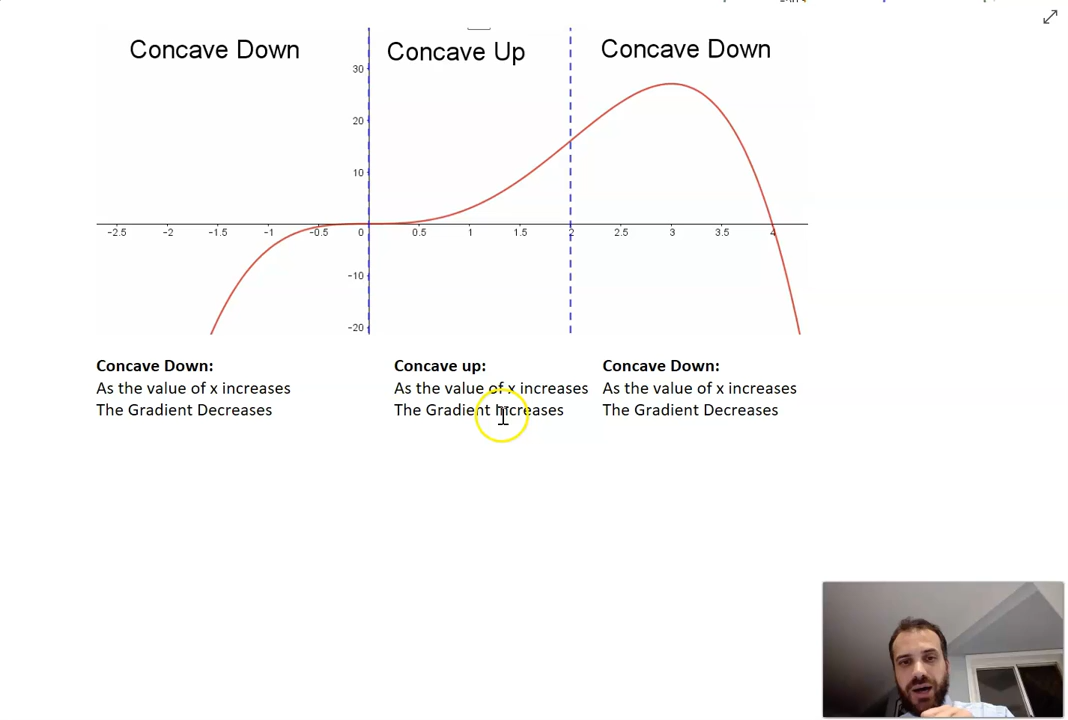 Concave Down
Concave Up
Concave Down
30
20
10
-2.5
-2
-1.5
-1
-0.5
0
0.5
1
1.5
2
2.5
3
3.5
4
-10
-20
Concave Down:
As the value of x increases
The Gradient Decreases
Concave up:
As the value of x increases
The Gradient Increases
Concave Down:
As the value of x increases
The Gradient Decreases